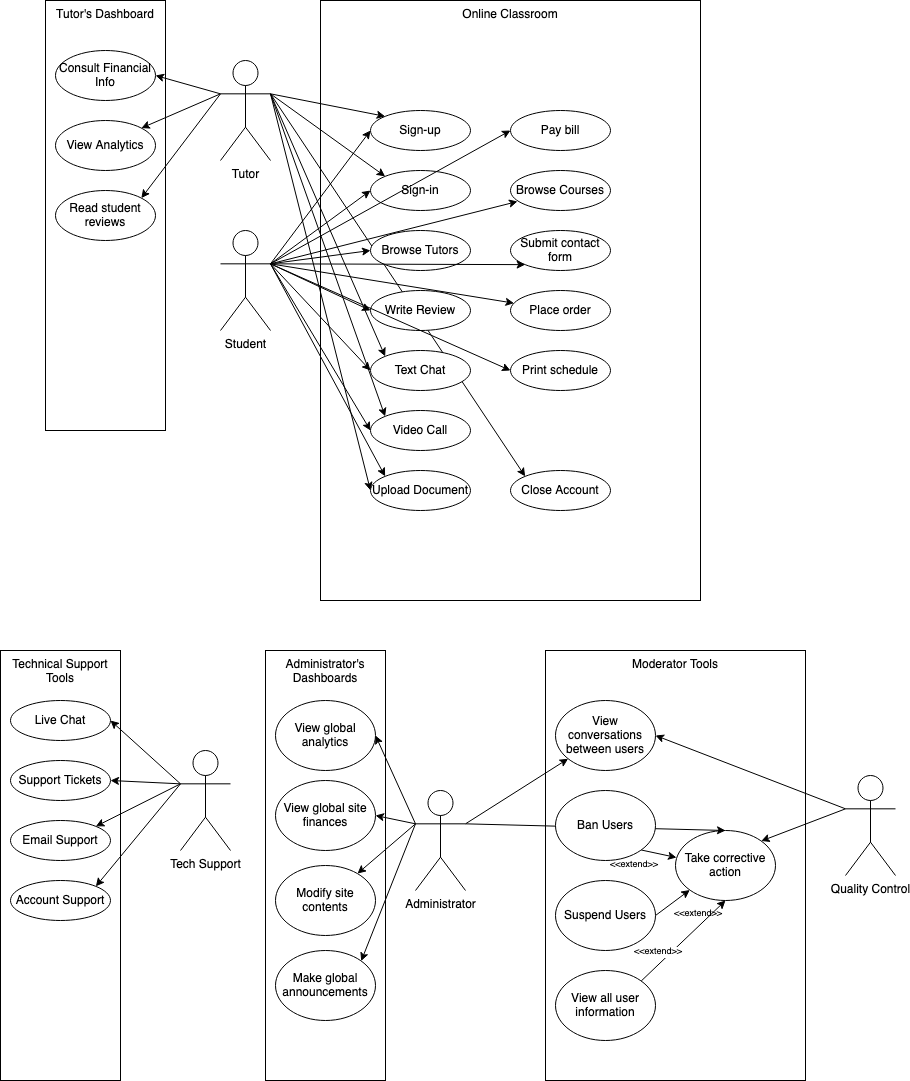 Tutor's Dashboard
Consult Financial
Info
View Analytics
Read student
reviews
Tutor
Student
Online Classroom
Sign-up
Pay bill
Sign-in
Browse Courses
Browse Tutors
Submit contact
form
Write Review
Place order
Text Chat
Print schedule
Video Call
Upload Document
Close Account
Technical Support
Tools
Live Chat
Support Tickets
Email Support
Account Support
Tech Support
Administrator's
Dashboards
View global
analytics
View global site
finances
Modify site
contents
Make global
announcements
Administrator
Moderator Tools
View
conversations
between users
Ban Users
<<extend>>
Take corrective
action
Suspend Users
<<extend>>
<<extend>>
View all user
information
Quality Control